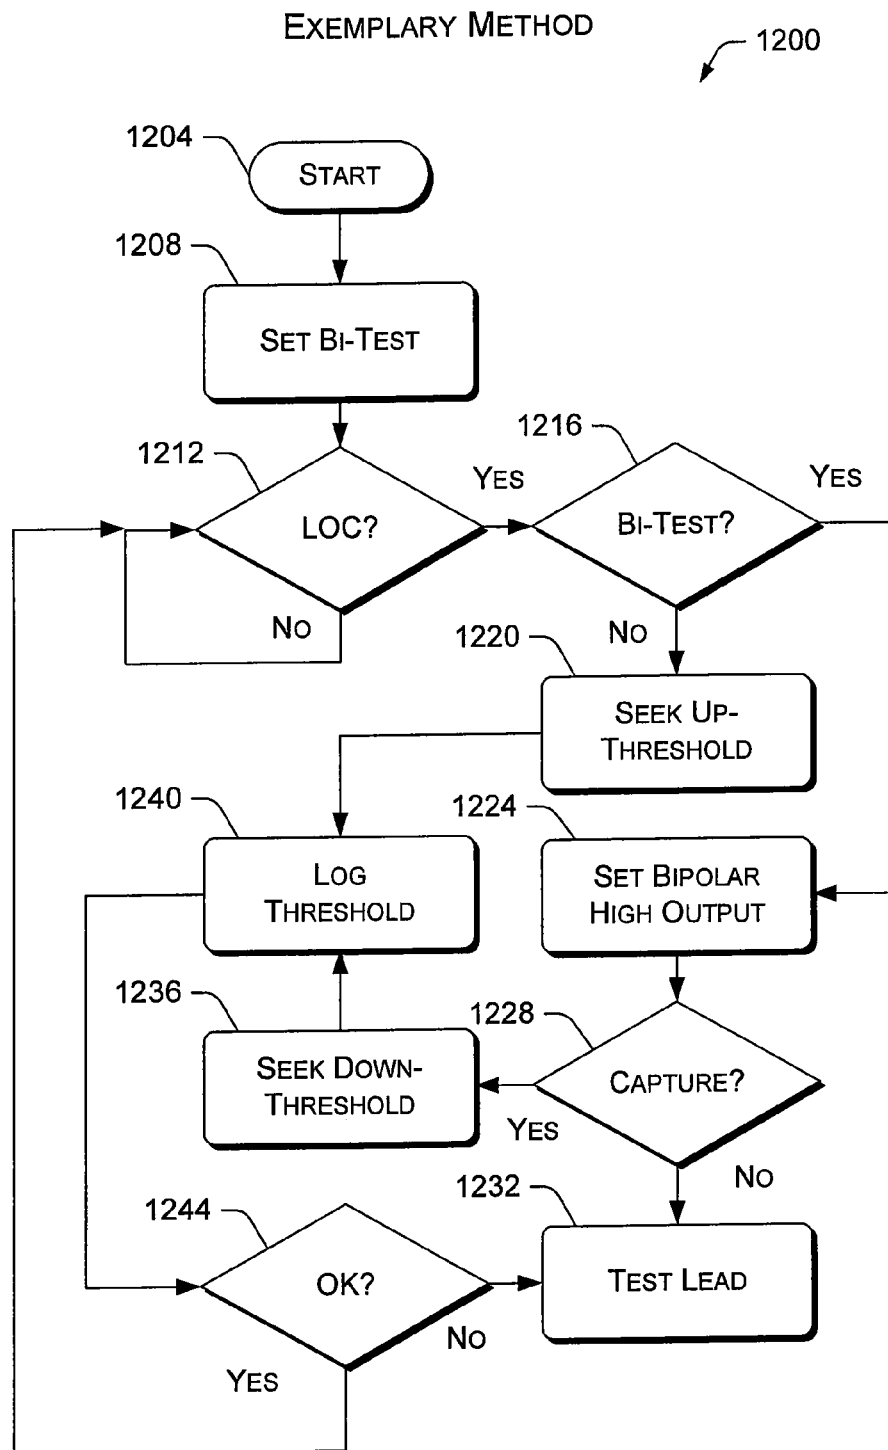 EXEMPLARY METHOD
1200
1204
START
1208
SET BI-TEST
1212
LOC?
YES
NO
1216
BI-TEST?
YES
NO
1220
SEEK UP-
THRESHOLD
1240
LOG
THRESHOLD
1224
SET BIPOLAR
HIGH OUTPUT
1236
SEEK DOWN-
THRESHOLD
1228
CAPTURE?
YES
NO
1244
OK?
NO
YES
1232
TEST LEAD